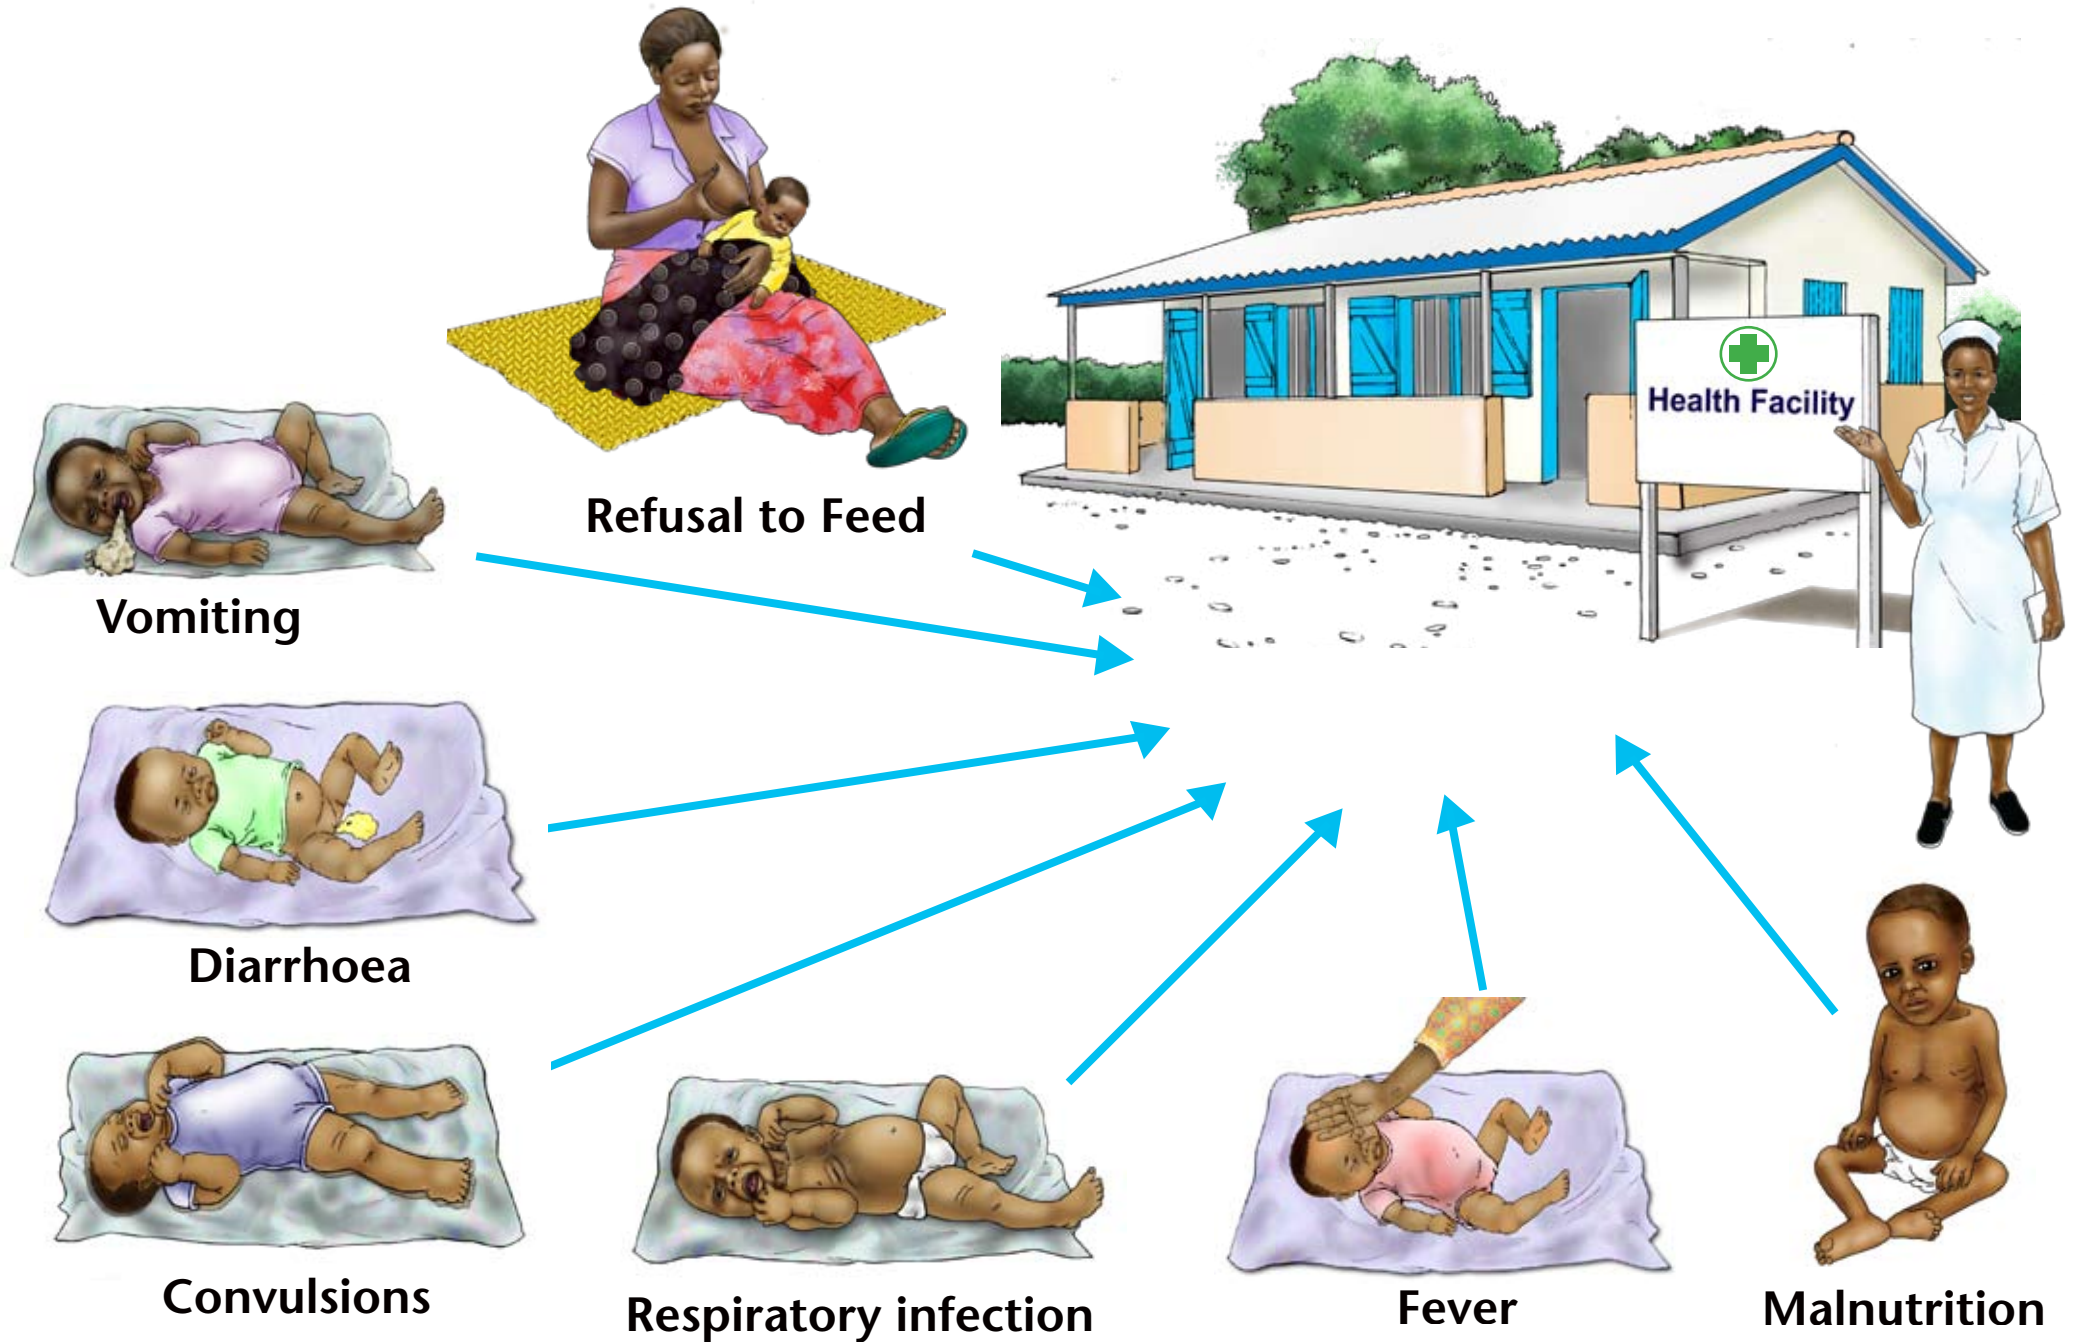 Health Facility
Refusal to Feed
Vomiting
Diarrhoea
Convulsions
Respiratory infection
Fever
Malnutrition